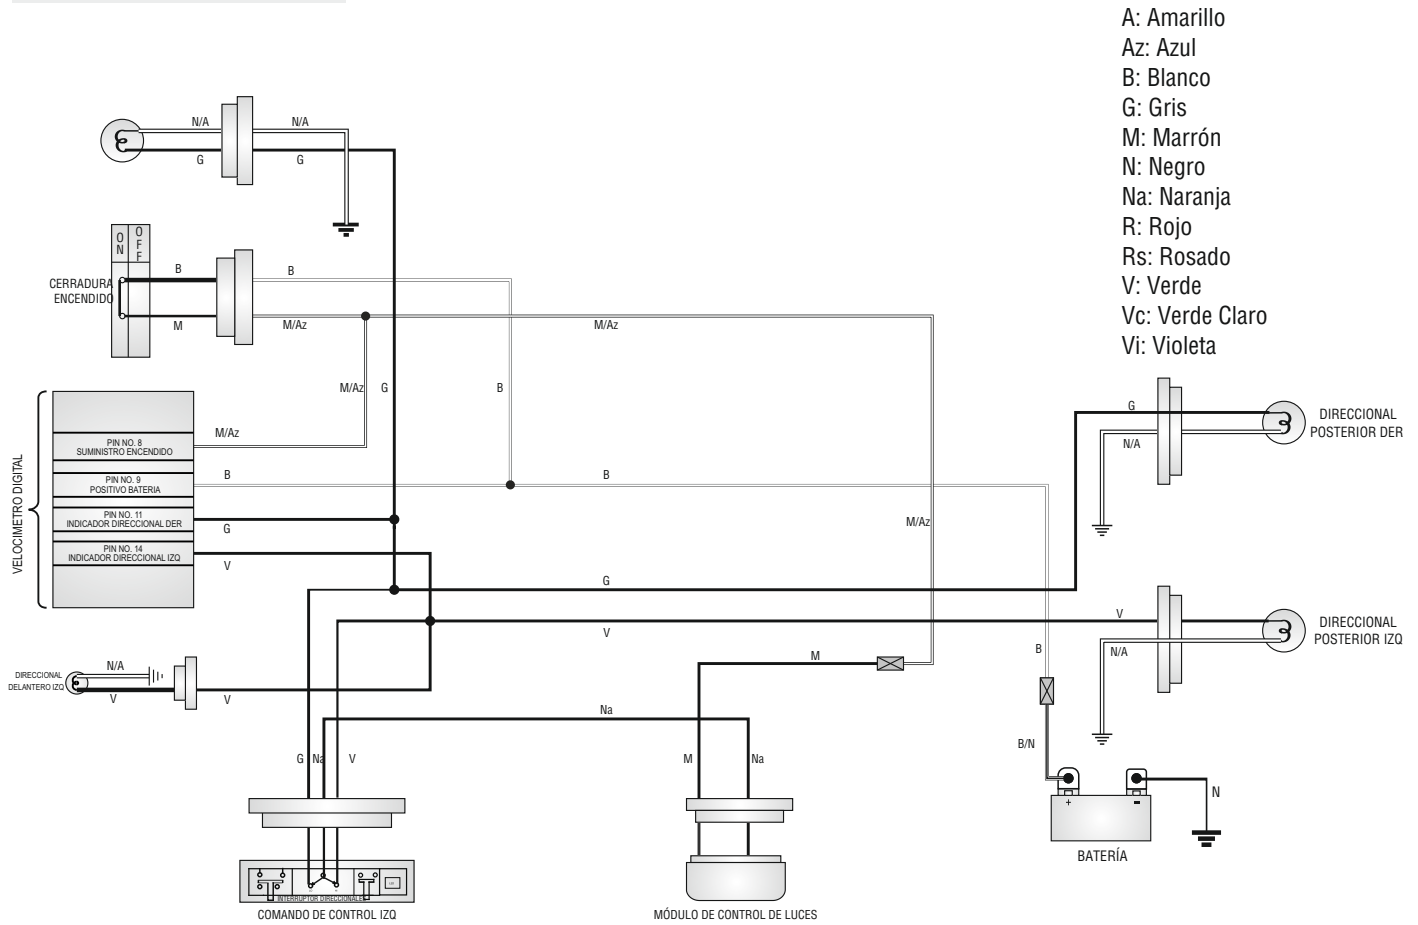 A: Amarillo
Az: Azul
B: Blanco
G: Gris
M: Marrón
N: Negro
Na: Naranja
R: Rojo
Rs: Rosado
V: Verde
Vc: Verde Claro
Vi: Violeta
N/A
N/A
G
G
O
N
O
F
F
CERRADURA
ENCENDIDO
B
B
M
M/Az
M/Az
M/Az
G
B
VELOCIMETRO DIGITAL
PIN NO. 8
SUMINISTRO ENCENDIDO
M/Az
PIN NO. 9
POSITIVO BATERIA
B
B
PIN NO. 11
INDICADOR DIRECCIONAL DER
G
PIN NO. 14
INDICADOR DIRECCIONAL IZQ
V
M/Az
G
N/A
DIRECCIONAL
POSTERIOR DER
G
V
V
N/A
DIRECCIONAL
POSTERIOR IZQ
DIRECCIONAL
DELANTERO IZQ
N/A
V
V
M
B
Na
B/N
G
Na
V
M
Na
+
-
N
BATERÍA
INTERRUPTOR DIRECCIONALES
COMANDO DE CONTROL IZQ
MÓDULO DE CONTROL DE LUCES